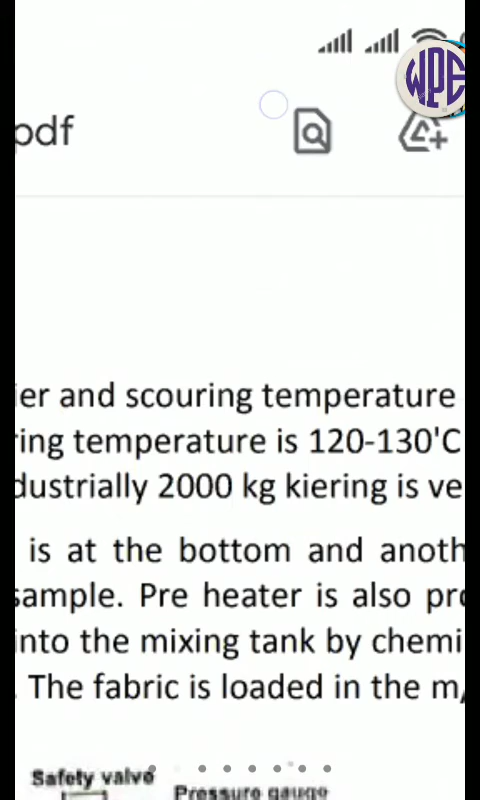 WPE
pdf
ier and scouring temperature
ring temperature is 120-130'C
dustrially 2000 kg kiering is ve
is at the bottom and anoth
sample. Pre heater is also pro
into the mixing tank by chemi
. The fabric is loaded in the m/
Safety valve
Pressure gauge